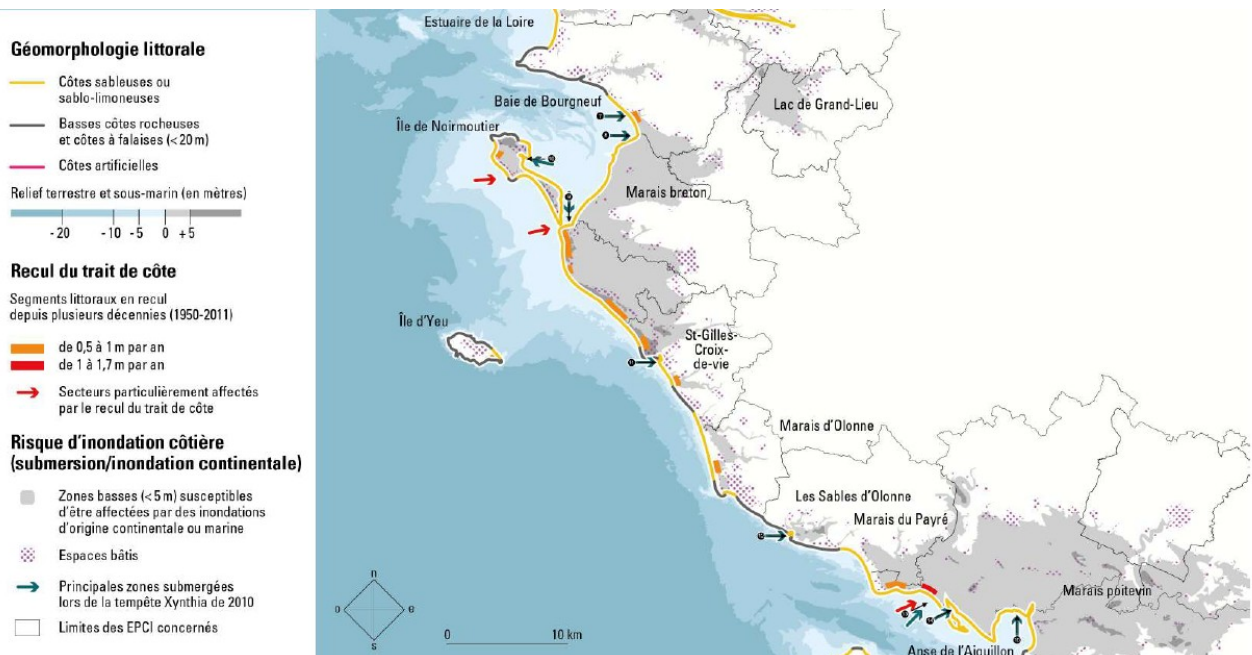 Géomorphologie littorale
Côtes sableuses ou
sablo-limoneuses
Basses côtes rocheuses
et côtes à falaises (<20m)
Côtes artificielles
Relief terrestre et sous-marin (en mètres)
-20 -10 -5 0 +5
Recul du trait de côte
Segments littoraux en recul
depuis plusieurs décennies (1950-2011)
de 0,5 à 1 m par an
de 1 à 1,7 m par an
Secteurs particulièrement affectés
par le recul du trait de côte
Risque d'inondation côtière
(submersion/inondation continentale)
Zones basses (<5 m) susceptibles
d'être affectées par des inondations
d'origine continentale ou marine
Espaces bâtis
Principales zones submergées
lors de la tempête Xynthia de 2010
Limites des EPCI concernés
Estuaire de la Loire
Baie de Bourgneuf
Lac de Grand-Lieu
Île de Noirmoutier
Marais breton
Île d'Yeu
St-Gilles-
Croix-
de-vie
Marais d'Olonne
Les Sables d'Olonne
Marais du Payré
Marais poitevin
Anse de l'Aiguillon
n
o e
s
0 10 km